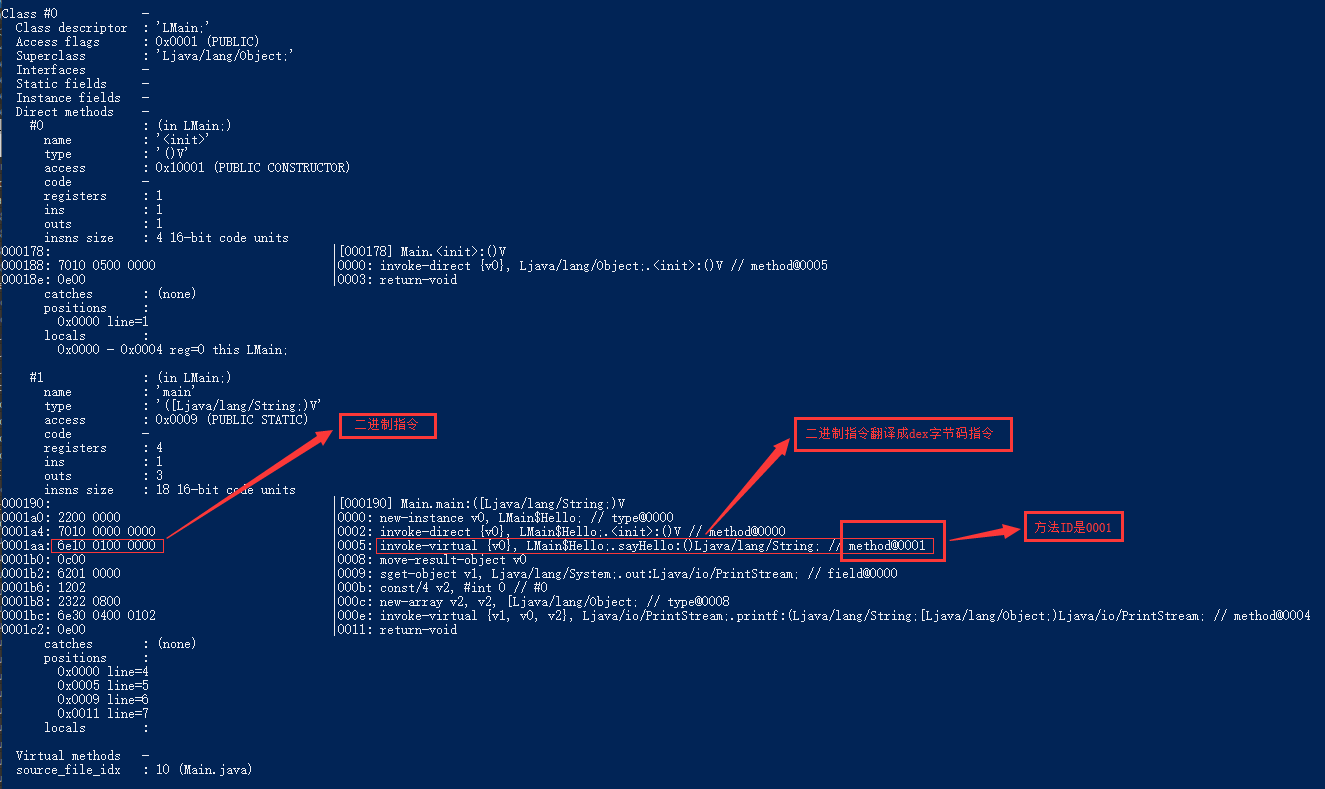 Class #0 -
Class descriptor : 'LMain;'
Access flags : 0x0001 (PUBLIC)
Superclass : 'Ljava/lang/Object;'
Interfaces -
Static fields -
Instance fields -
Direct methods -
#0 : (in LMain;)
name : '<init>'
type : '()V'
access : 0x10001 (PUBLIC CONSTRUCTOR)
code -
registers : 1
ins : 1
outs : 1
insns size : 4 16-bit code units
000178: |[000178] Main.<init>:()V
000188: 7010 0500 0000 |0000: invoke-direct {v0}, Ljava/lang/Object;.<init>:()V // method@0005
00018e: 0e00 |0003: return-void
catches : (none)
positions :
0x0000 line=1
locals :
0x0000 - 0x0004 reg=0 this LMain;
#1 : (in LMain;)
name : 'main'
type : '([Ljava/lang/String;)V'
access : 0x0009 (PUBLIC STATIC)
二进制指令
二进制指令翻译成dex字节码指令
code -
registers : 4
ins : 1
outs : 3
insns size : 18 16-bit code units
000190: |[000190] Main.main:([Ljava/lang/String;)V
0001a0: 2200 0000 |0000: new-instance v0, LMain$Hello; // type@0000
0001a4: 7010 0000 0000 |0002: invoke-direct {v0}, LMain$Hello;.<init>:()V // method@0000
方法ID是0001
0001aa: 6e10 0100 0000 |0005: invoke-virtual {v0}, LMain$Hello;.sayHello:()Ljava/lang/String; // method@0001
0001b0: 0c00 |0008: move-result-object v0
0001b2: 6201 0000 |0009: sget-object v1, Ljava/lang/System;.out:Ljava/io/PrintStream; // field@0000
0001b6: 1202 |000b: const/4 v2, #int 0 // #0
0001b8: 2322 0800 |000c: new-array v2, v2, [Ljava/lang/Object; // type@0008
0001bc: 6e30 0400 0102 |000e: invoke-virtual {v1, v0, v2}, Ljava/io/PrintStream;.printf:(Ljava/lang/String;[Ljava/lang/Object;)Ljava/io/PrintStream; // method@0004
0001c2: 0e00 |0011: return-void
catches : (none)
positions :
0x0000 line=4
0x0005 line=5
0x0009 line=6
0x0011 line=7
locals :
Virtual methods -
source_file_idx : 10 (Main.java)